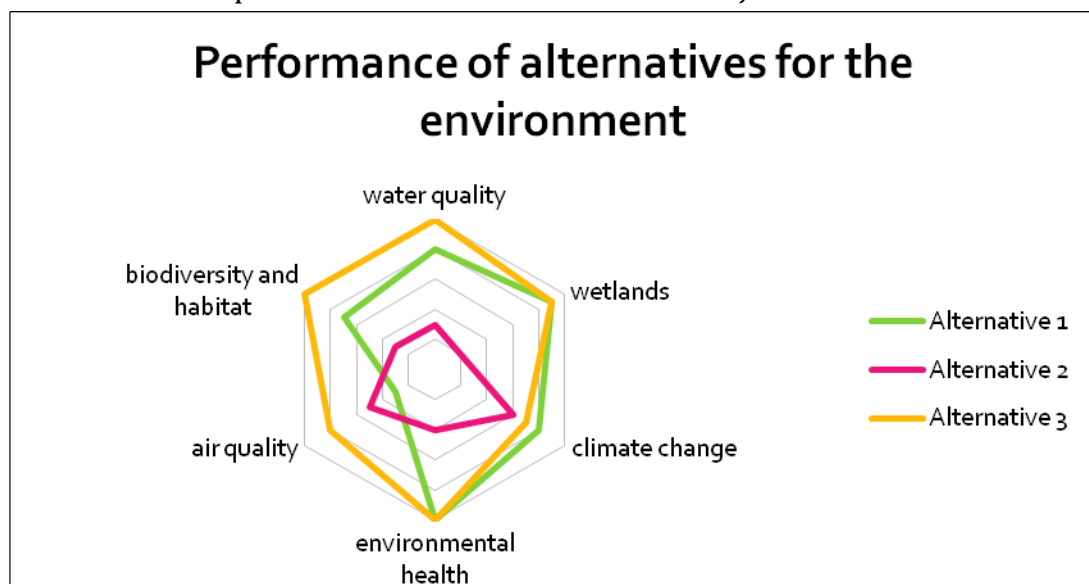 Performance of alternatives for the
environment
water quality
biodiversity and
habitat
wetlands
Alternative 1
Alternative 2
Alternative 3
air quality
climate change
environmental
health